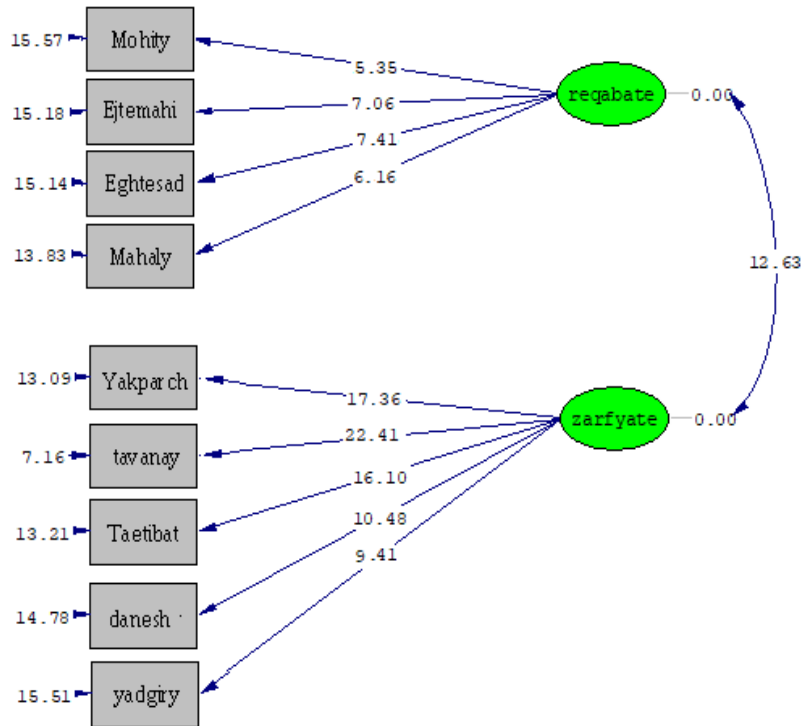 15.57 Mohity
5.35
reqabate 0.00
15.18 Ejtemahi
7.06
7.41
15.14 Eghtesad
6.16
13.83 Mahaly
12.63
13.09 Yakparch
17.36
zarfyate 0.00
7.16 tavanay
22.41
16.10
13.21 Taetibat
10.48
9.41
14.78 danesh
15.51 yadgiry